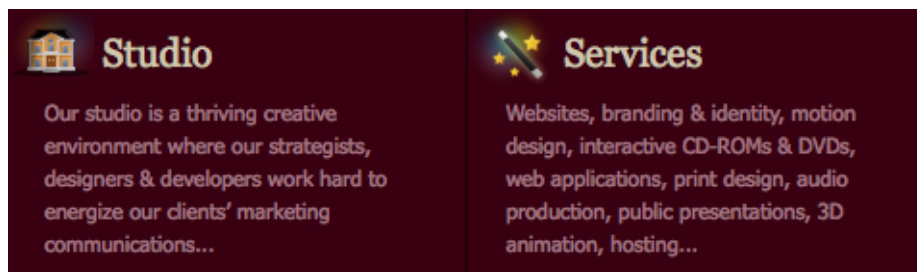 Studio
Our studio is a thriving creative
environment where our strategists,
designers & developers work hard to
energize our clients’ marketing
communications...
Services
Websites, branding & identity, motion
design, interactive CD-ROMs & DVDs,
web applications, print design, audio
production, public presentations, 3D
animation, hosting...